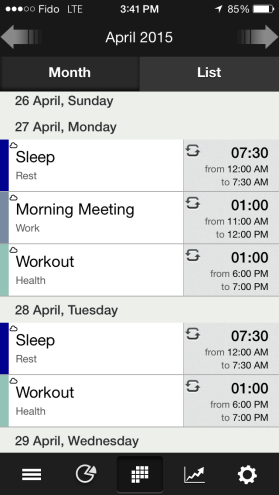 Fido LTE 3:41 PM 85%
April 2015
Month List
26 April, Sunday
27 April, Monday
Sleep 07:30
Rest from 12:00 AM
to 7:30 AM
Morning Meeting 01:00
Work from 11:00 AM
to 12:00 PM
Workout 01:00
Health from 6:00 PM
to 7:00 PM
28 April, Tuesday
Sleep 07:30
Rest from 12:00 AM
to 7:30 AM
Workout 01:00
Health from 6:00 PM
to 7:00 PM
29 April, Wednesday